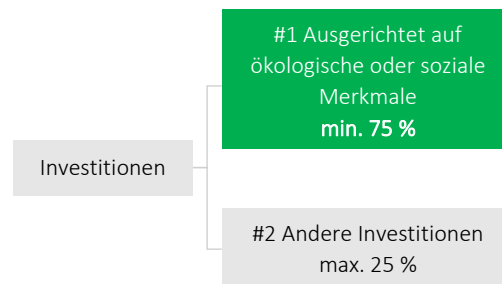 #1 Ausgerichtet auf
ökologische oder soziale
Merkmale
min. 75 %
Investitionen
#2 Andere Investitionen
max. 25 %